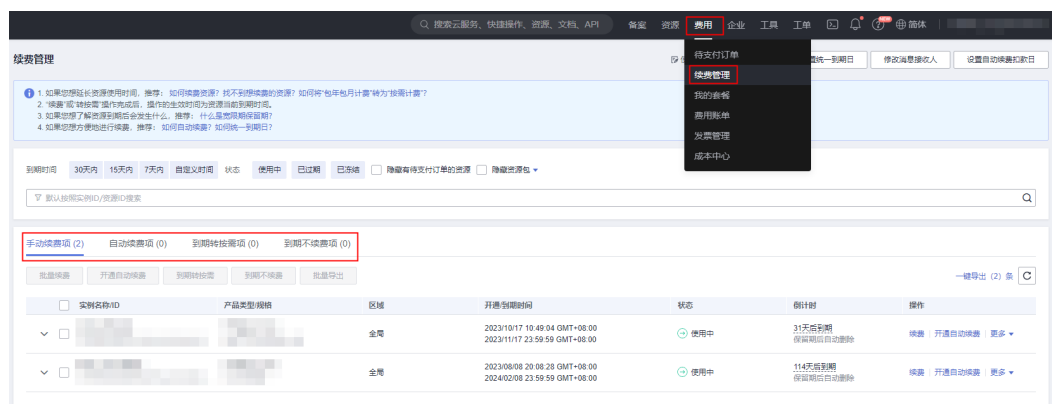 搜索云服务、快捷操作、资源、文档、API 备案 资源 费用 企业 工具 工单 NEW 简体
续费管理 设置统一到期日 修改消息接收人 设置自动续费扣款日
待支付订单
续费管理
我的套餐
费用账单
发票管理
成本中心
1. 如果您想延长资源使用时间，推荐： 如何续费资源？ 找不到想续费的资源？ 如何将“包年包月计费”转为“按需计费”？
2. “续费”或“转按需”操作完成后，操作的生效时间为资源当前到期时间。
3. 如果您想了解资源到期后会发生什么，推荐： 什么是宽限期保留期？
4. 如果您想方便地进行续费，推荐： 如何自动续费？ 如何统一到期日？
到期时间 30天内 15天内 7天内 自定义时间 状态 使用中 已过期 已冻结 隐藏有待支付订单的资源 隐藏资源包
默认按照实例ID/资源ID搜索
手动续费项 (2) 自动续费项 (0) 到期转按需项 (0) 到期不续费项 (0)
批量续费 开通自动续费 到期转按需 到期不续费 批量导出 一键导出 (2) 条
实例名称/ID 产品类型/规格 区域 开通/到期时间 状态 倒计时 操作
全局 2023/10/17 10:49:04 GMT+08:00 使用中 31天后到期 续费 开通自动续费 更多
2023/11/17 23:59:59 GMT+08:00 保留期后自动删除
全局 2023/08/08 20:08:28 GMT+08:00 使用中 114天后到期 续费 开通自动续费 更多
2024/02/08 23:59:59 GMT+08:00 保留期后自动删除